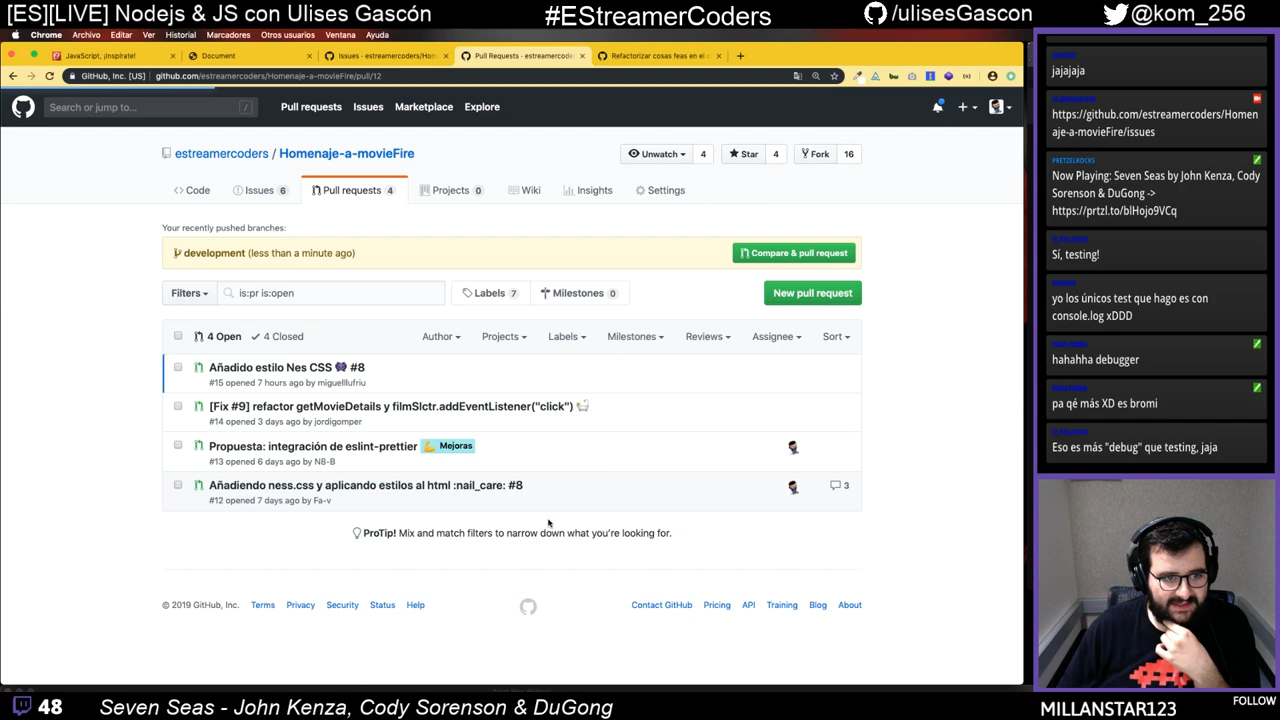 [ES][LIVE] Nodejs & JS con Ulises Gascón
#EStreamerCoders
/ulisesGascon
@kom_256
Chrome Archivo Editar Ver Historial Marcadores Otros usuarios Ventana Ayuda
JavaScript, ¡Inspírate!
Document
Issues · estreamercoders/Hom
Pull Requests · estreamercode
Refactorizar cosas feas en el c
GitHub, Inc. [US]
github.com/estreamercoders/Homenaje-a-movieFire/pull/12
Search or jump to...
/
Pull requests
Issues
Marketplace
Explore
estreamercoders / Homenaje-a-movieFire
Unwatch 4
Star 4
Fork 16
Code
Issues 6
Pull requests 4
Projects 0
Wiki
Insights
Settings
Your recently pushed branches:
development (less than a minute ago)
Compare & pull request
Filters
is:pr is:open
Labels 7
Milestones 0
New pull request
4 Open
4 Closed
Author
Projects
Labels
Milestones
Reviews
Assignee
Sort
Añadido estilo Nes CSS #8
#15 opened 7 hours ago by miguelllufriu
[Fix #9] refactor getMovieDetails y filmSlctr.addEventListener("click")
#14 opened 3 days ago by jordigomper
Propuesta: integración de eslint-prettier
Mejoras
#13 opened 6 days ago by N8-B
Añadiendo ness.css y aplicando estilos al html :nail_care: #8
3
#12 opened 7 days ago by Fa-v
ProTip! Mix and match filters to narrow down what you're looking for.
© 2019 GitHub, Inc.
Terms
Privacy
Security
Status
Help
Contact GitHub
Pricing
API
Training
Blog
About
jajajaja
https://github.com/estreamercoders/Homen
aje-a-movieFire/issues
PRETZELROCKS
Now Playing: Seven Seas by John Kenza, Cody
Sorenson & DuGong ->
https://prtzl.to/blHojo9VCq
Sí, testing!
yo los únicos test que hago es con
console.log xDDD
hahahha debugger
pa qé más XD es bromi
Eso es más "debug" que testing, jaja
48
Seven Seas - John Kenza, Cody Sorenson & DuGong
MILLANSTAR123
FOLLOW